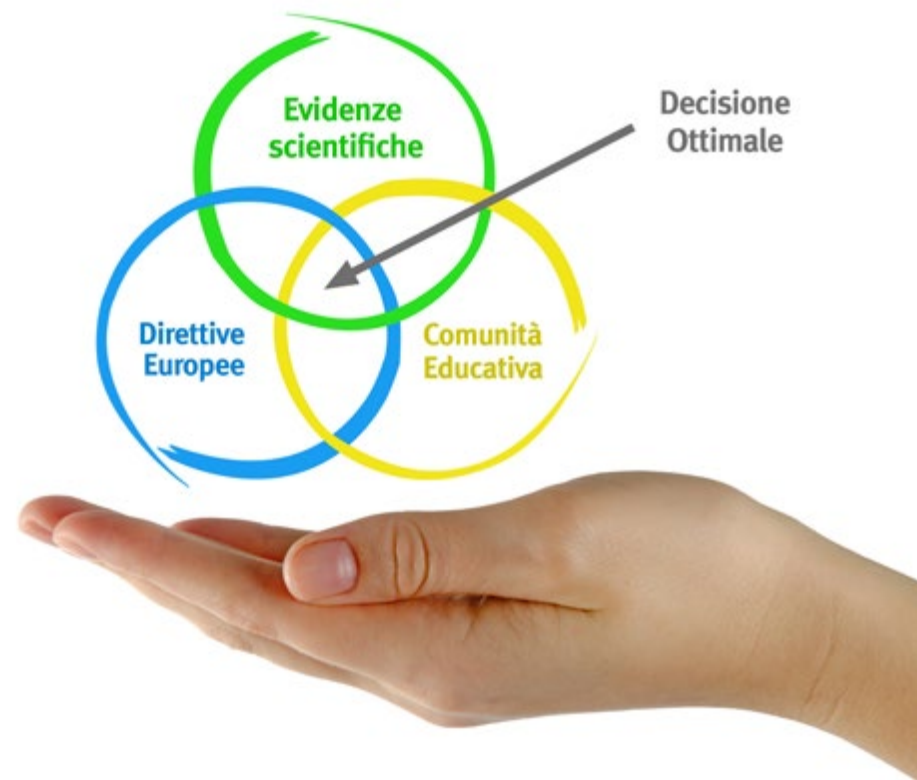 Evidenze
scientifiche
Decisione
Ottimale
Direttive
Europee
Comunità
Educativa